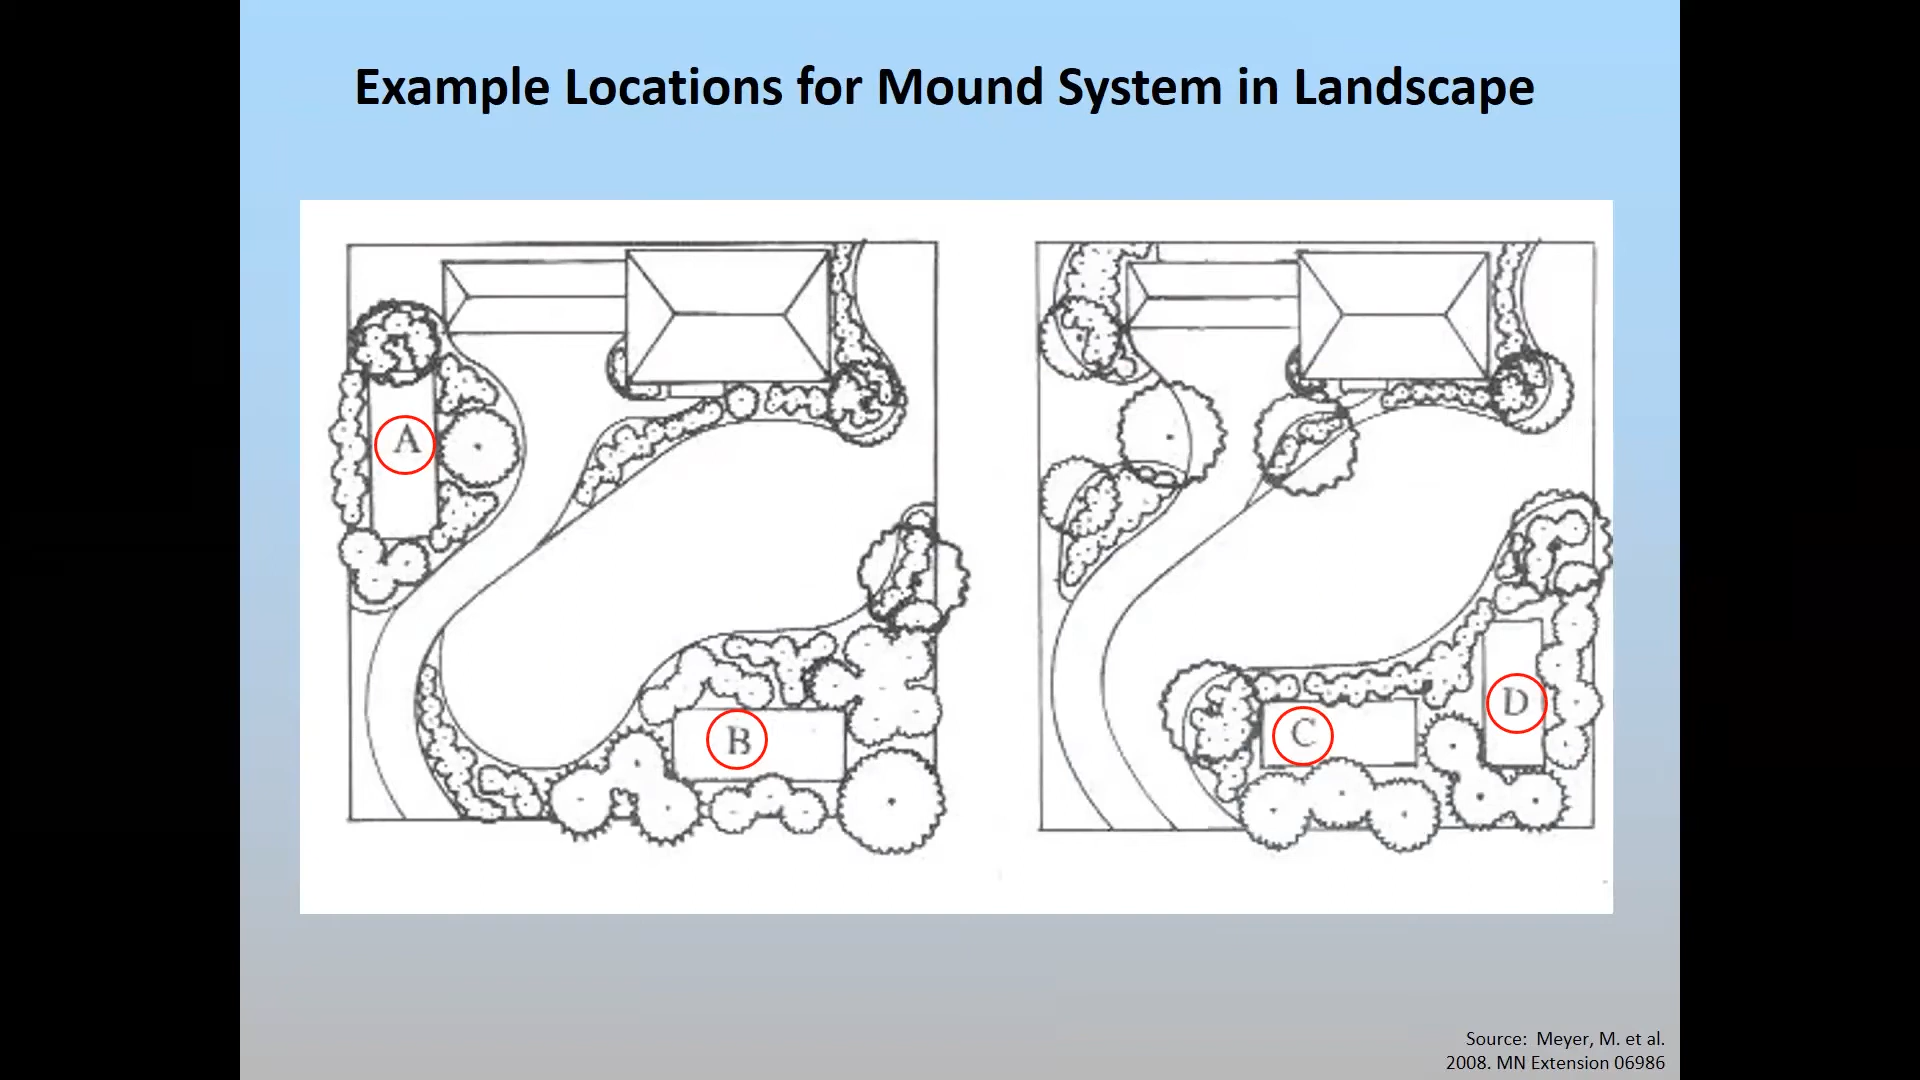 Example Locations for Mound System in Landscape
A
B
C
D
Source: Meyer, M. et al.
2008. MN Extension 06986